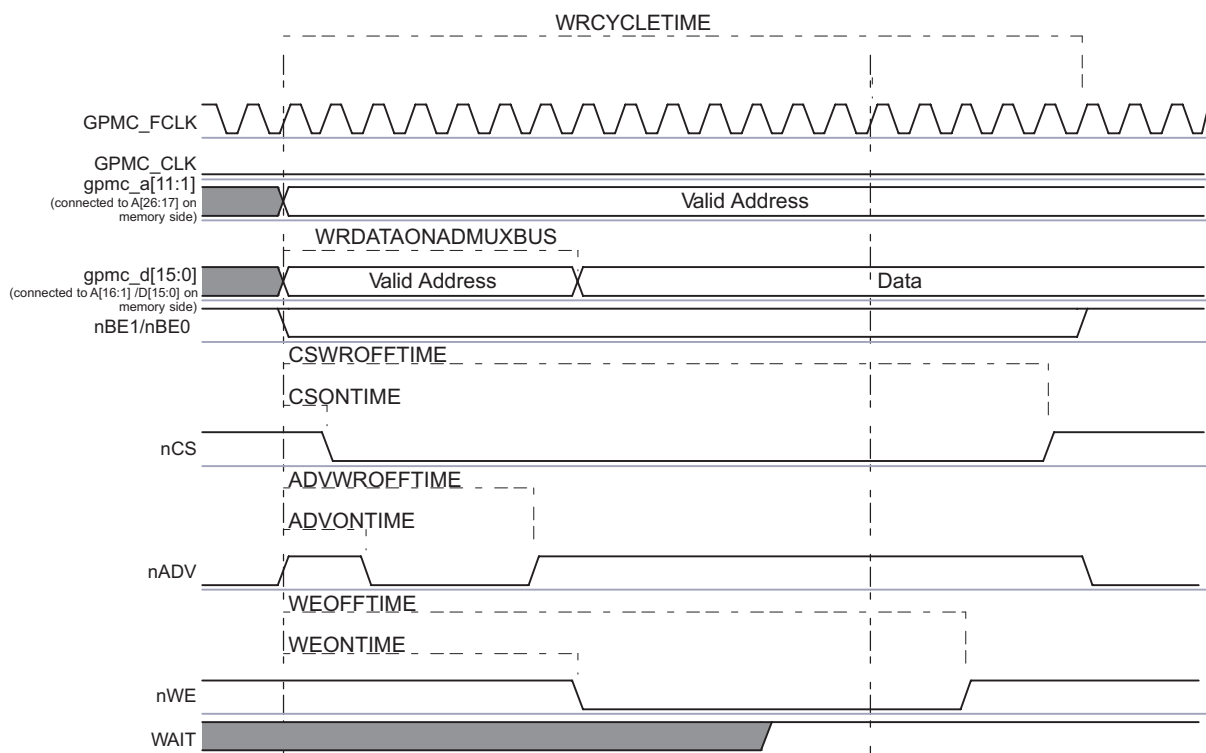 WRCYCLETIME
GPMC_FCLK
GPMC_CLK
gpmc_a[11:1]
(connected to A[26:17] on
memory side)
Valid Address
WRDATAONADMUXBUS
gpmc_d[15:0]
(connected to A[16:1] /D[15:0] on
memory side)
Valid Address
Data
nBE1/nBE0
CSWROFFTIME
CSONTIME
nCS
ADVWROFFTIME
ADVONTIME
nADV
WEOFFTIME
WEONTIME
nWE
WAIT